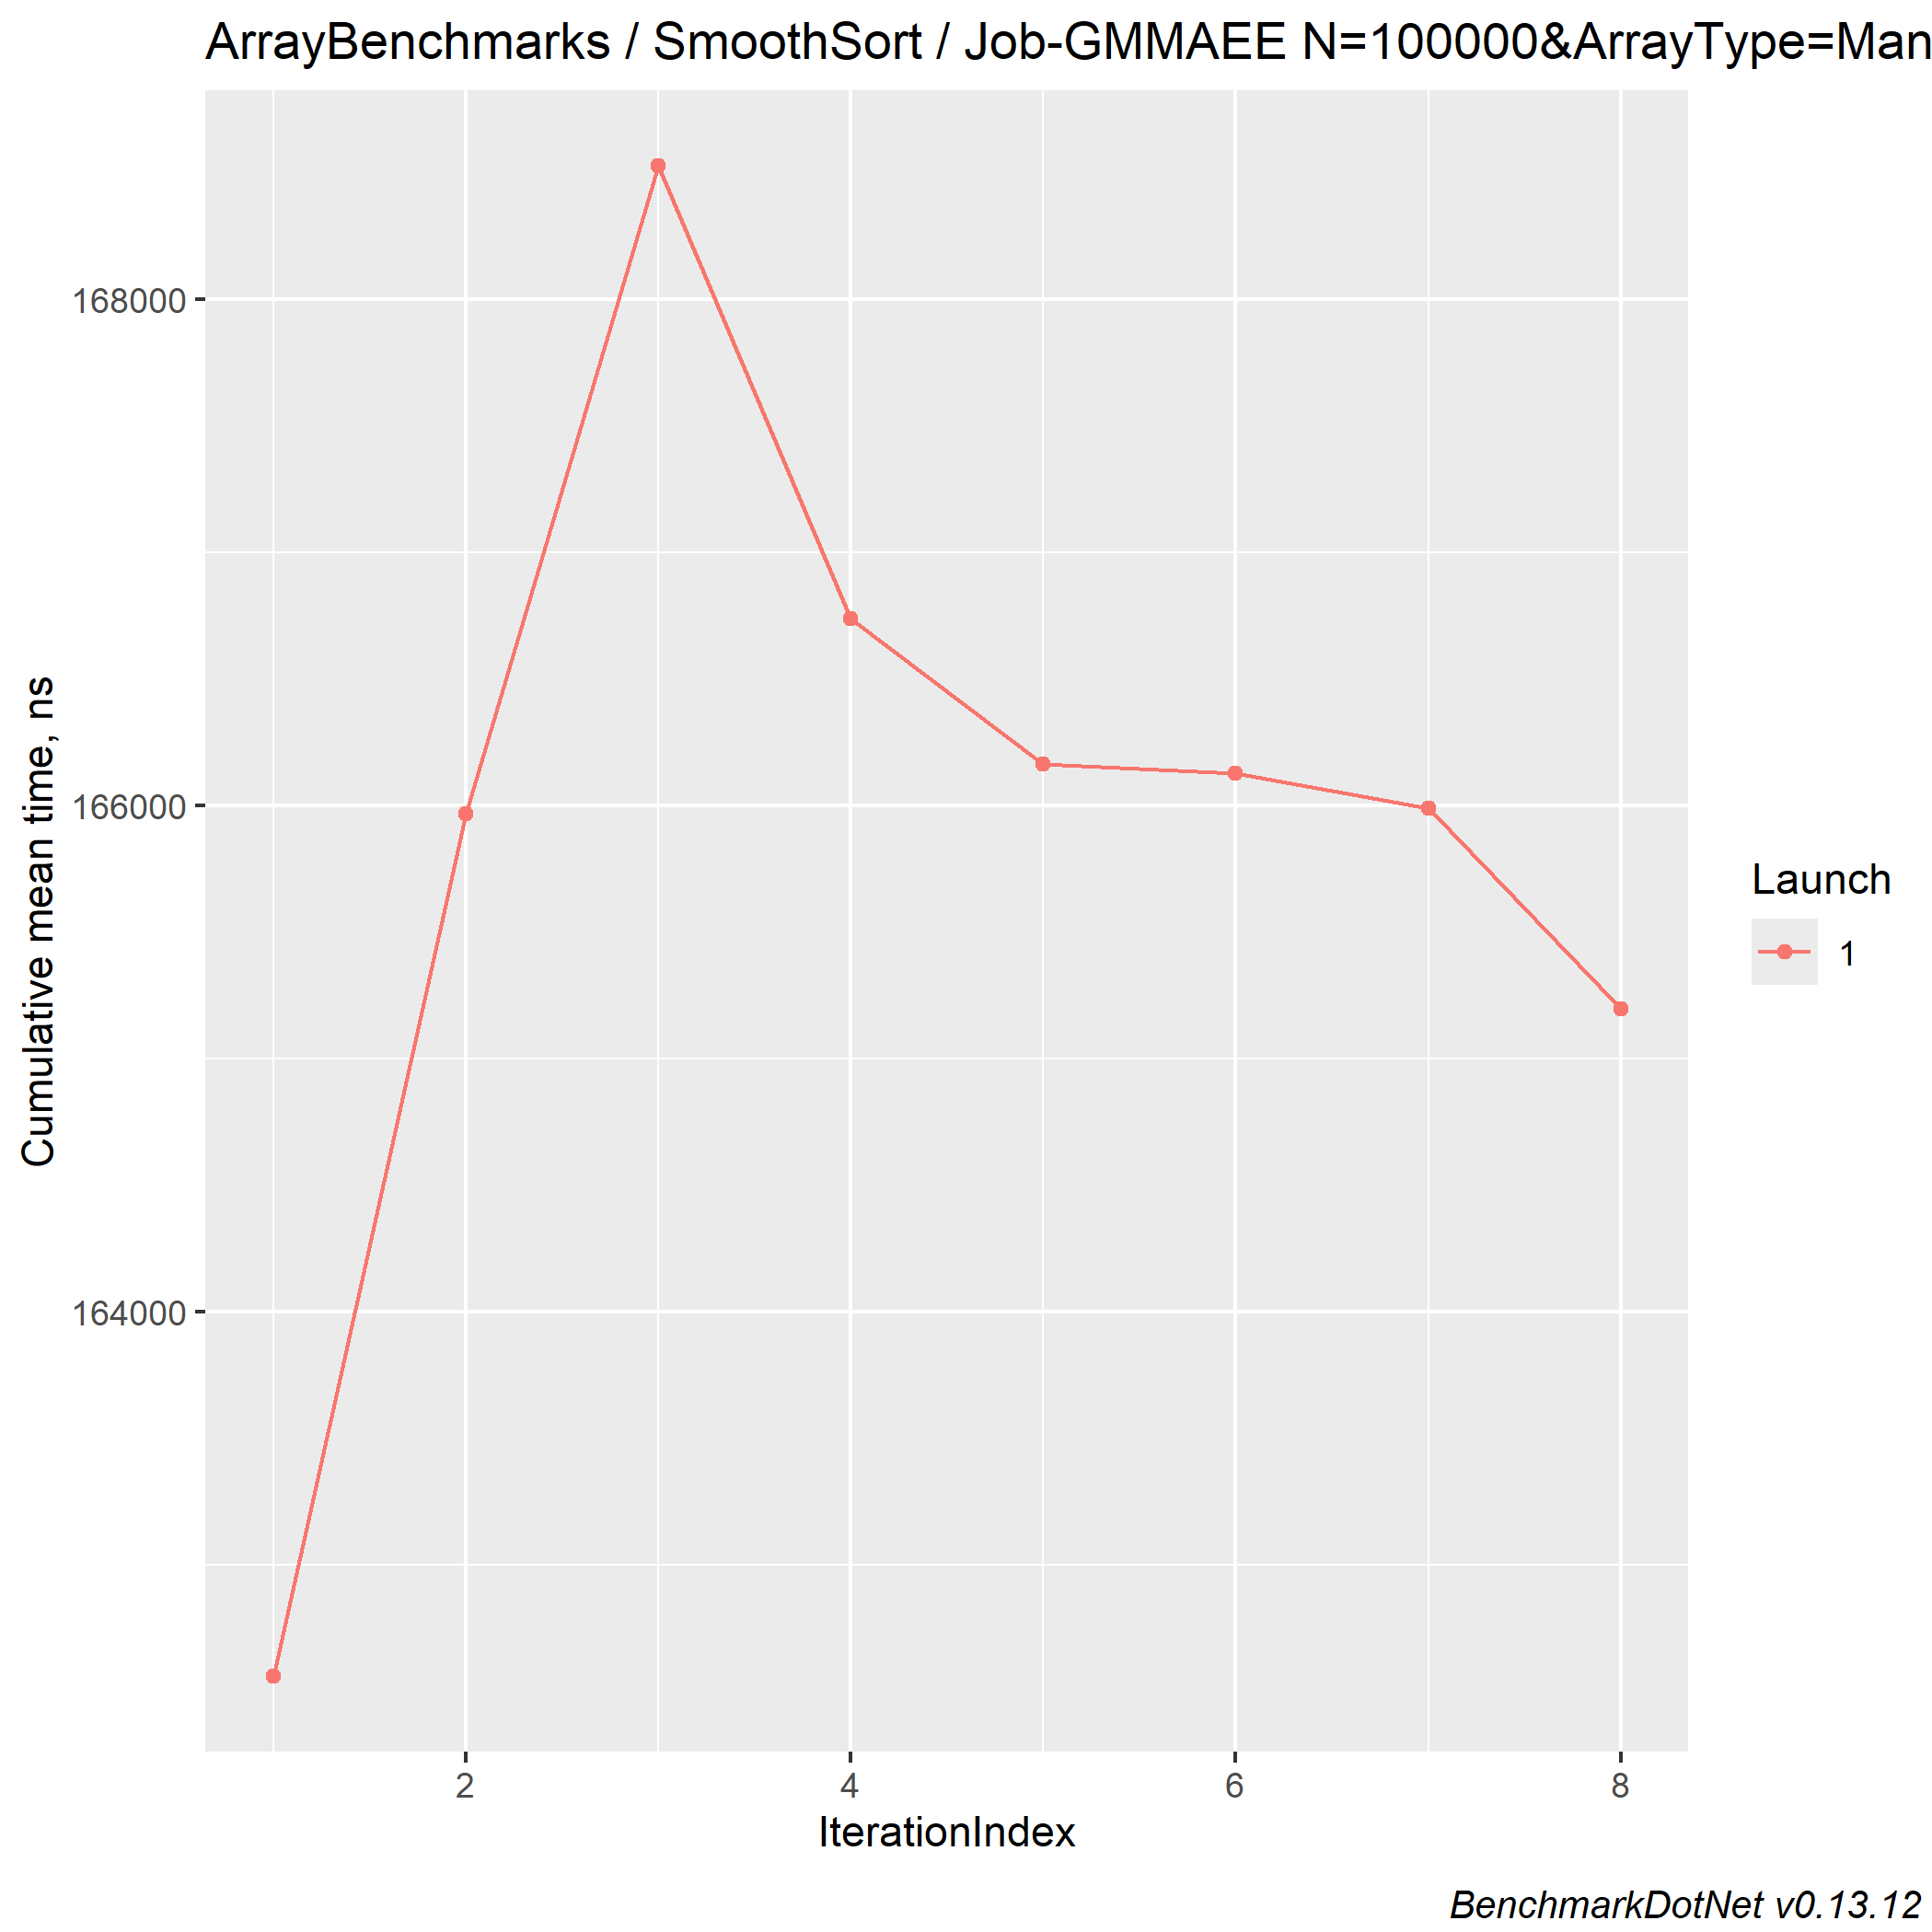 ArrayBenchmarks / SmoothSort / Job-GMMAEE N=100000&ArrayType=Man
Cumulative mean time, ns
168000
166000
164000
2 4 6 8
IterationIndex
Launch
1
BenchmarkDotNet v0.13.12